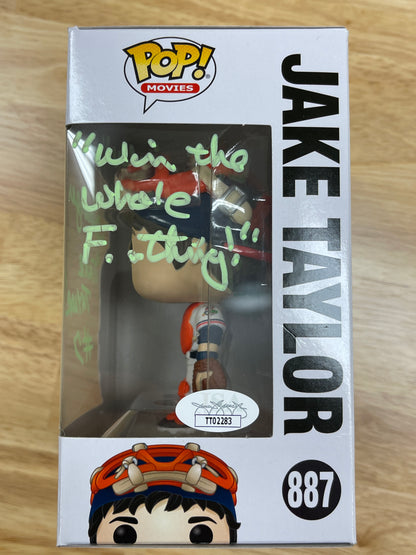 POP!
MOVIES
"Win the
Whole
F...thing!"
JAKE TAYLOR
TT02283
887